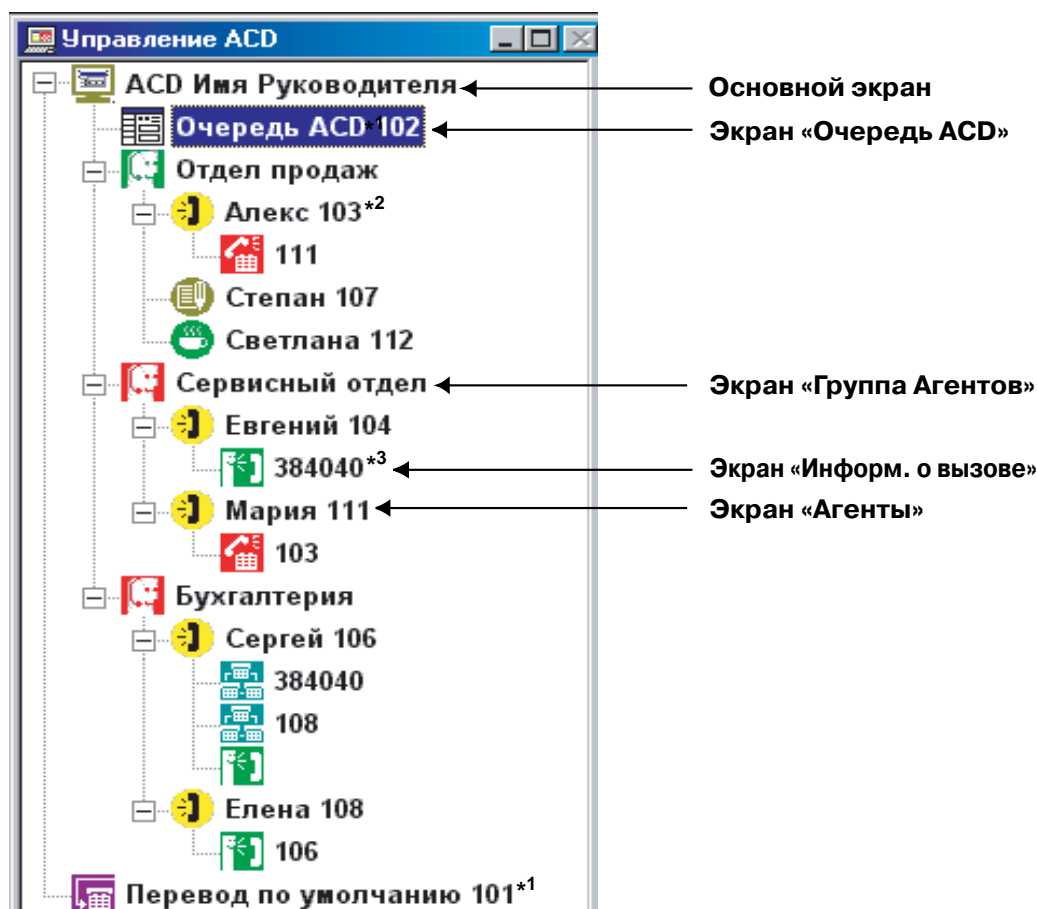 Управление ACD
ACD Имя Руководителя
Основной экран
Очередь ACD*1 102
Экран «Очередь ACD»
Отдел продаж
Алекс 103*2
111
Степан 107
Светлана 112
Сервисный отдел
Экран «Группа Агентов»
Евгений 104
384040*3
Экран «Информ. о вызове»
Мария 111
Экран «Агенты»
103
Бухгалтерия
Сергей 106
384040
108
Елена 108
106
Перевод по умолчанию 101*1